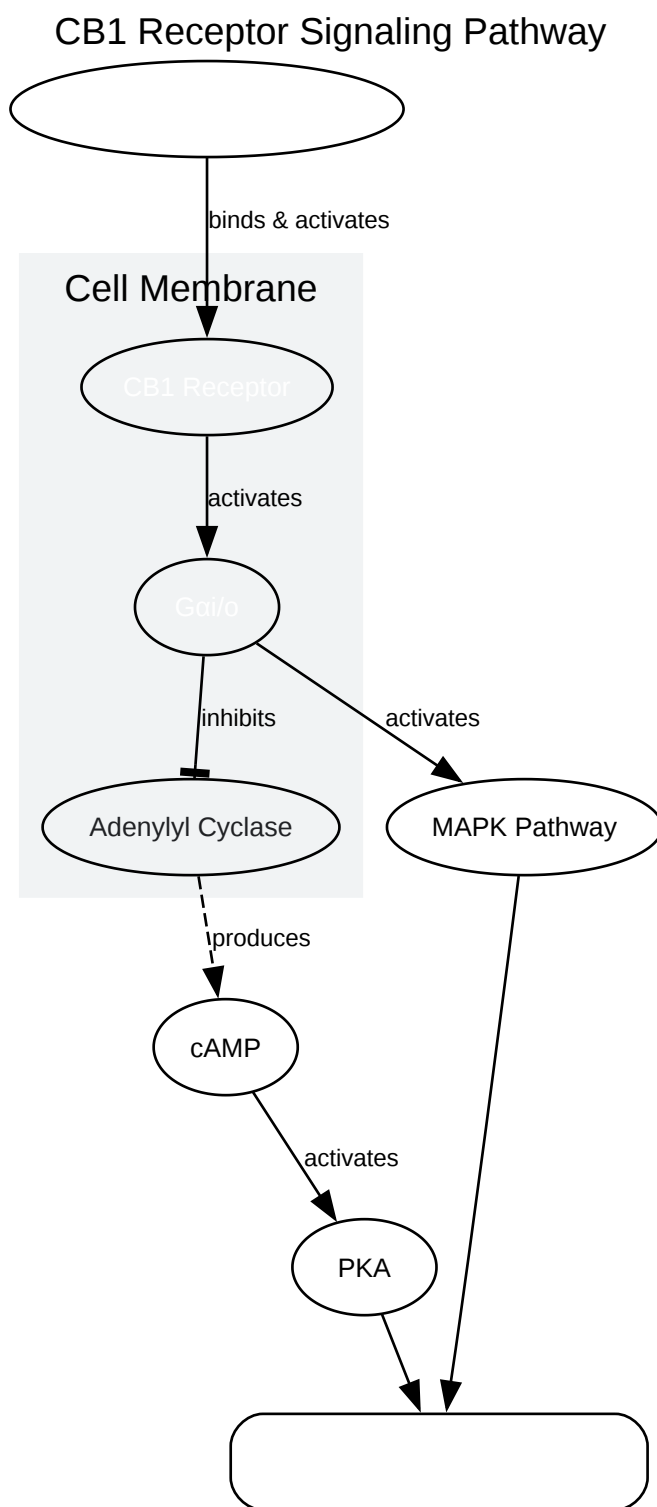 CB1 Receptor Signaling Pathway
binds & activates
Cell Membrane
CB1 Receptor
activates
Gαi/o
inhibits
activates
Adenylyl Cyclase
MAPK Pathway
produces
cAMP
activates
PKA